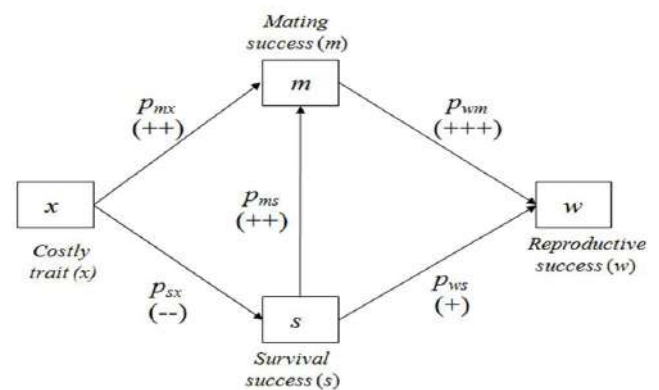 Mating
success (m)
m
p_mx
(++)
p_wm
(+++)
x
p_ms
(++)
w
Costly
trait (x)
Reproductive
success (w)
p_sx
(--)
p_ws
(+)
s
Survival
success (s)